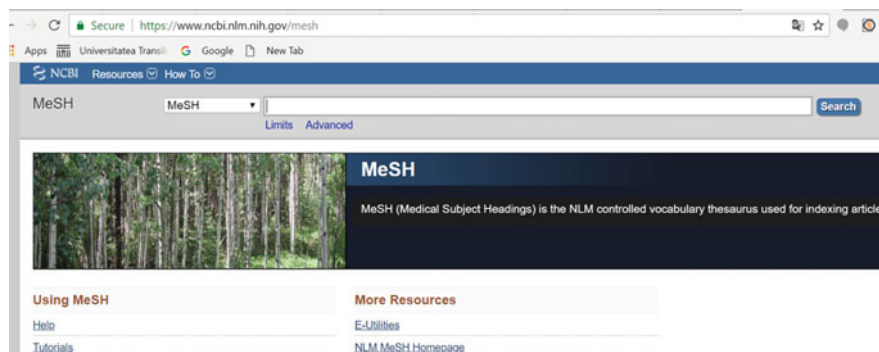 Secure | https://www.ncbi.nlm.nih.gov/mesh
Apps Universitatea Transil Google New Tab
NCBI Resources How To
MeSH MeSH Search
Limits Advanced
MeSH
MeSH (Medical Subject Headings) is the NLM controlled vocabulary thesaurus used for indexing article
Using MeSH More Resources
Help E-Utilities
Tutorials NLM MeSH Homepage